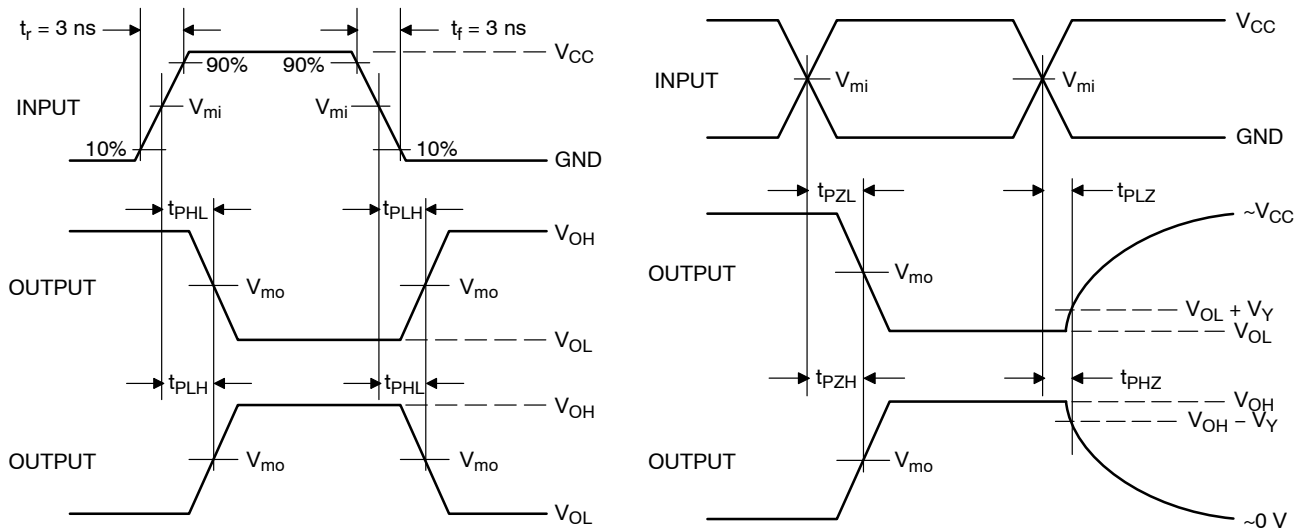 t_r = 3 ns
t_f = 3 ns
V_CC
90%
90%
INPUT
V_mi
V_mi
10%
10%
GND
t_PHL
t_PLH
V_OH
OUTPUT
V_mo
V_mo
V_OL
t_PLH
t_PHL
V_OH
OUTPUT
V_mo
V_mo
V_OL
V_CC
INPUT
V_mi
V_mi
GND
t_PZL
t_PLZ
~V_CC
OUTPUT
V_mo
V_OL + V_Y
V_OL
t_PZH
t_PHZ
V_OH
V_OH – V_Y
OUTPUT
V_mo
~0 V